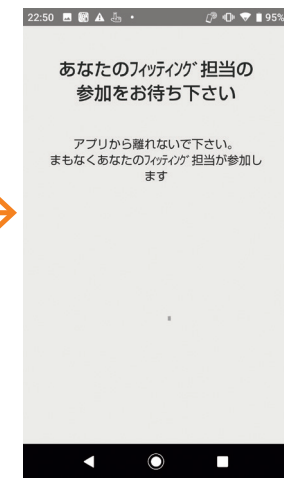 22:50
95%
あなたのﾌｨｯﾃｨﾝｸﾞ担当の
参加をお待ち下さい
アプリから離れないで下さい。
まもなくあなたのﾌｨｯﾃｨﾝｸﾞ担当が参加し
ます